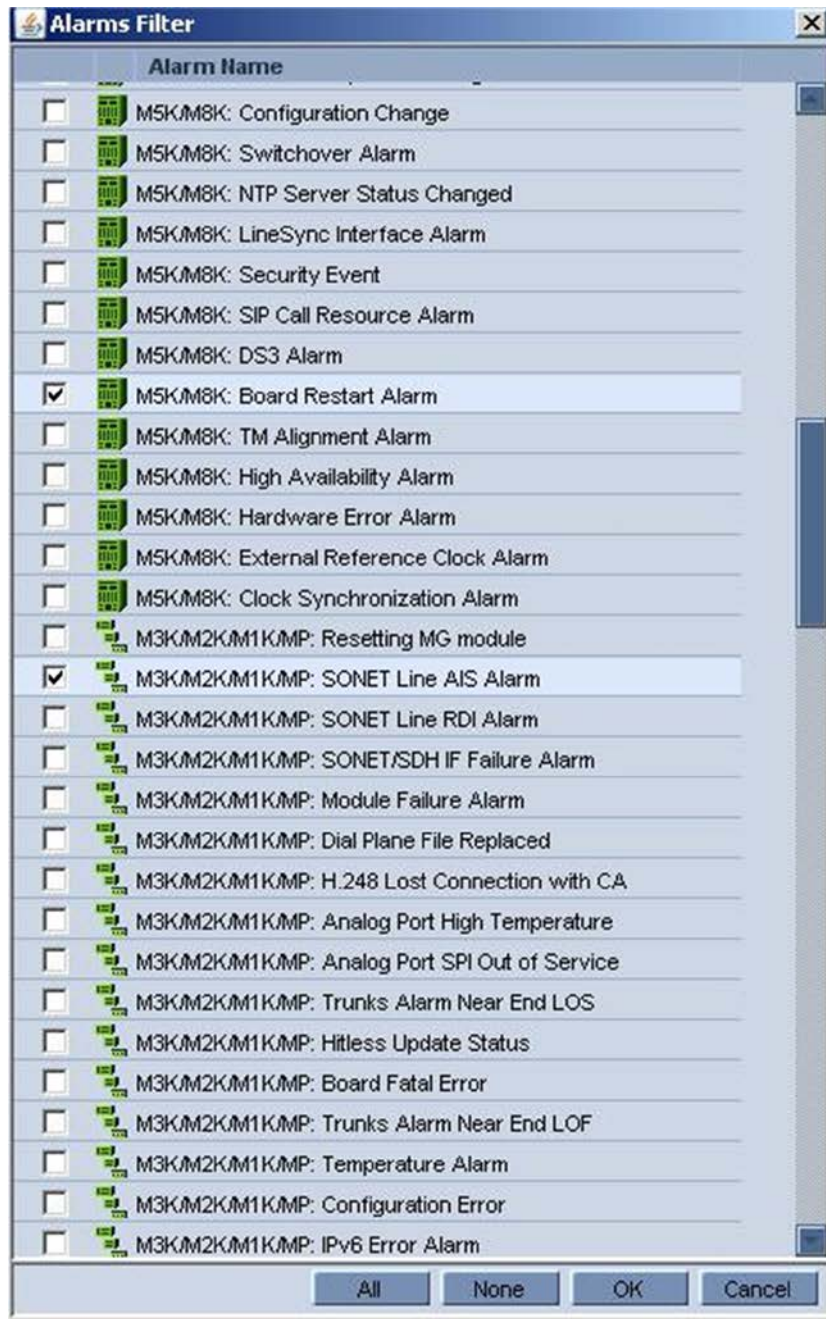 Alarms Filter
Alarm Name
M5K/M8K: Configuration Change
M5K/M8K: Switchover Alarm
M5K/M8K: NTP Server Status Changed
M5K/M8K: LineSync Interface Alarm
M5K/M8K: Security Event
M5K/M8K: SIP Call Resource Alarm
M5K/M8K: DS3 Alarm
M5K/M8K: Board Restart Alarm
M5K/M8K: TM Alignment Alarm
M5K/M8K: High Availability Alarm
M5K/M8K: Hardware Error Alarm
M5K/M8K: External Reference Clock Alarm
M5K/M8K: Clock Synchronization Alarm
M3K/M2K/M1K/MP: Resetting MG module
M3K/M2K/M1K/MP: SONET Line AIS Alarm
M3K/M2K/M1K/MP: SONET Line RDI Alarm
M3K/M2K/M1K/MP: SONET/SDH IF Failure Alarm
M3K/M2K/M1K/MP: Module Failure Alarm
M3K/M2K/M1K/MP: Dial Plane File Replaced
M3K/M2K/M1K/MP: H.248 Lost Connection with CA
M3K/M2K/M1K/MP: Analog Port High Temperature
M3K/M2K/M1K/MP: Analog Port SPI Out of Service
M3K/M2K/M1K/MP: Trunks Alarm Near End LOS
M3K/M2K/M1K/MP: Hitless Update Status
M3K/M2K/M1K/MP: Board Fatal Error
M3K/M2K/M1K/MP: Trunks Alarm Near End LOF
M3K/M2K/M1K/MP: Temperature Alarm
M3K/M2K/M1K/MP: Configuration Error
M3K/M2K/M1K/MP: IPv6 Error Alarm
All None OK Cancel